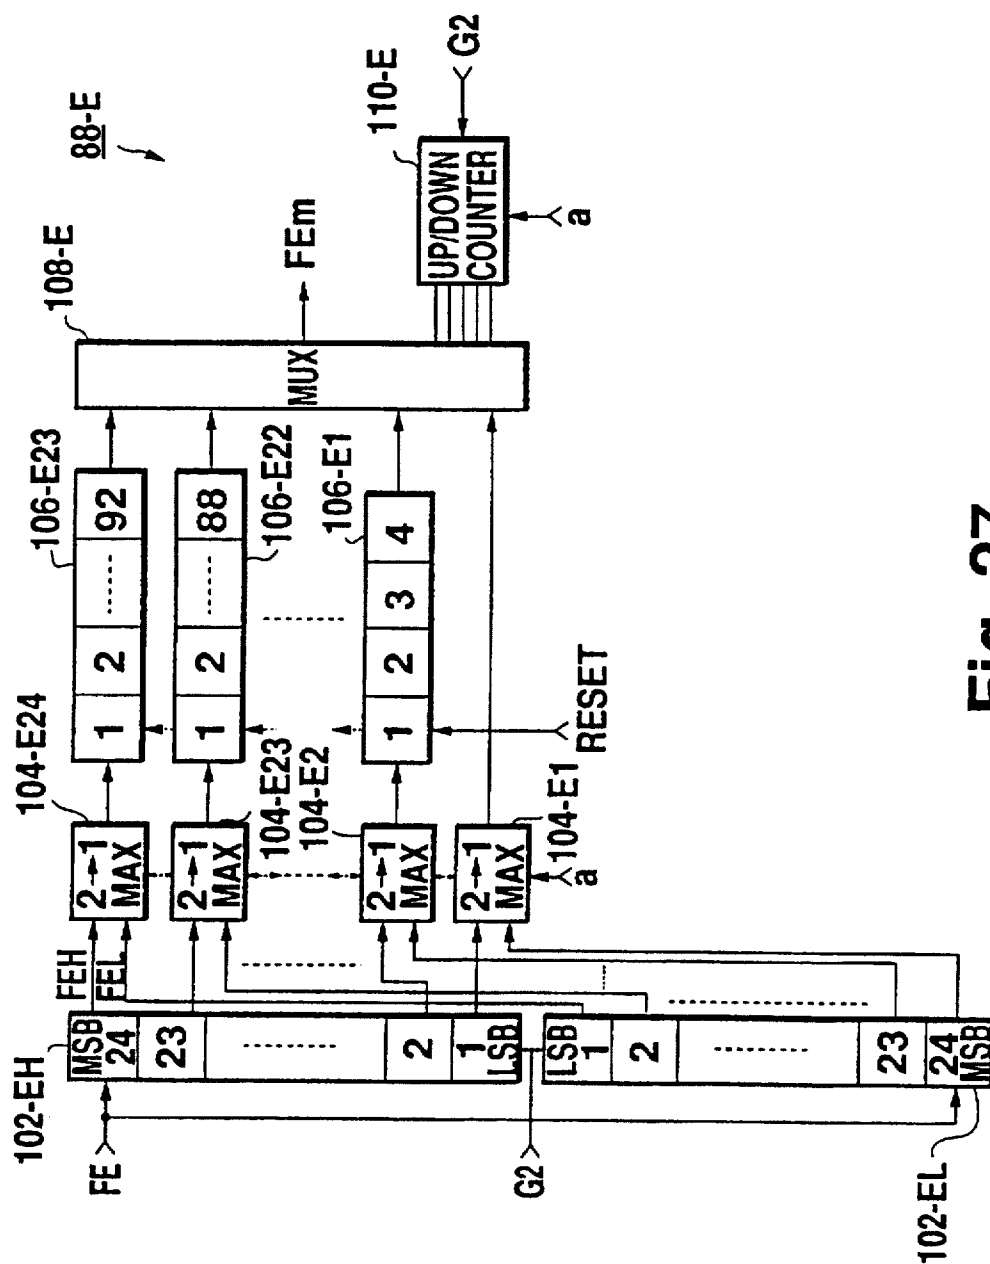 88-E
102-EH
FE
MSB
24
23
2
1
LSB
FEH
FEL
104-E24
2→1
MAX
2→1
MAX
104-E23
104-E2
2→1
MAX
2→1
MAX
104-E1
a
106-E23
1 2 92
1 2 88
106-E22
106-E1
1 2 3 4
RESET
108-E
MUX
FEm
110-E
UP/DOWN
COUNTER
G2
a
G2
LSB
1
2
23
24
MSB
102-EL